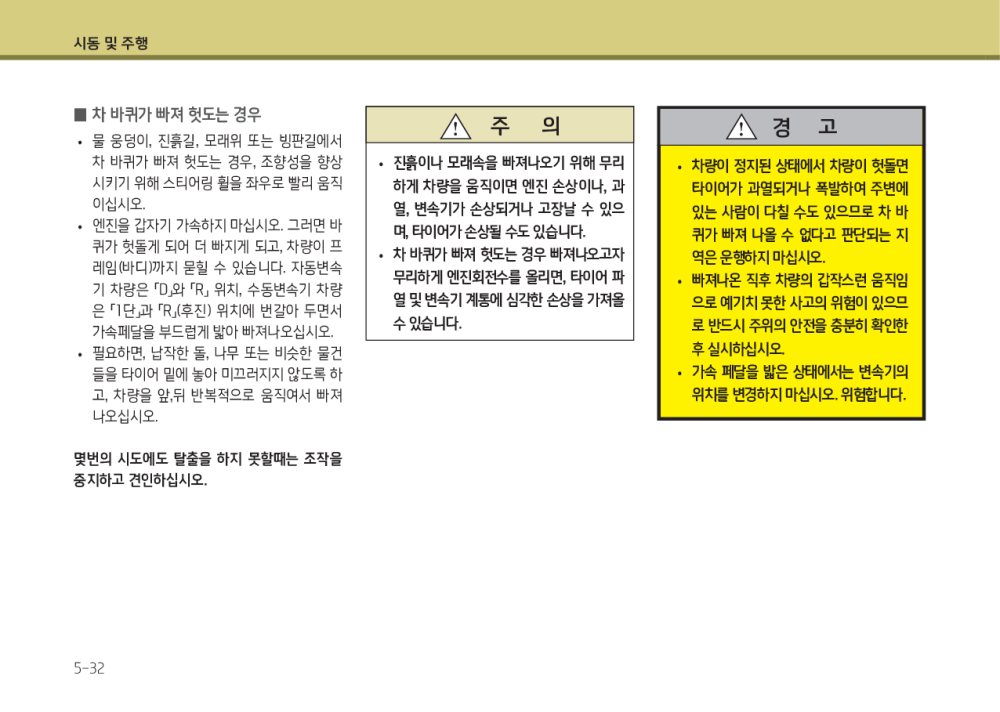 시동 및 주행
■ 차 바퀴가 빠져 헛도는 경우
• 물 웅덩이, 진흙길, 모래위 또는 빙판길에서
차 바퀴가 빠져 헛도는 경우, 조향성을 향상
시키기 위해 스티어링 휠을 좌우로 빨리 움직
이십시오.
• 엔진을 갑자기 가속하지 마십시오. 그러면 바
퀴가 헛돌게 되어 더 빠지게 되고, 차량이 프
레임(바디)까지 묻힐 수 있습니다. 자동변속
기 차량은 「D」와 「R」 위치, 수동변속기 차량
은 「1단」과 「R」(후진) 위치에 번갈아 두면서
가속페달을 부드럽게 밟아 빠져나오십시오.
• 필요하면, 납작한 돌, 나무 또는 비슷한 물건
들을 타이어 밑에 놓아 미끄러지지 않도록 하
고, 차량을 앞,뒤 반복적으로 움직여서 빠져
나오십시오.
몇번의 시도에도 탈출을 하지 못할때는 조작을
중지하고 견인하십시오.
주 의
• 진흙이나 모래속을 빠져나오기 위해 무리
하게 차량을 움직이면 엔진 손상이나, 과
열, 변속기가 손상되거나 고장날 수 있으
며, 타이어가 손상될 수도 있습니다.
• 차 바퀴가 빠져 헛도는 경우 빠져나오고자
무리하게 엔진회전수를 올리면, 타이어 파
열 및 변속기 계통에 심각한 손상을 가져올
수 있습니다.
경 고
• 차량이 정지된 상태에서 차량이 헛돌면
타이어가 과열되거나 폭발하여 주변에
있는 사람이 다칠 수도 있으므로 차 바
퀴가 빠져 나올 수 없다고 판단되는 지
역은 운행하지 마십시오.
• 빠져나온 직후 차량의 갑작스런 움직임
으로 예기치 못한 사고의 위험이 있으므
로 반드시 주위의 안전을 충분히 확인한
후 실시하십시오.
• 가속 페달을 밟은 상태에서는 변속기의
위치를 변경하지 마십시오. 위험합니다.
5-32